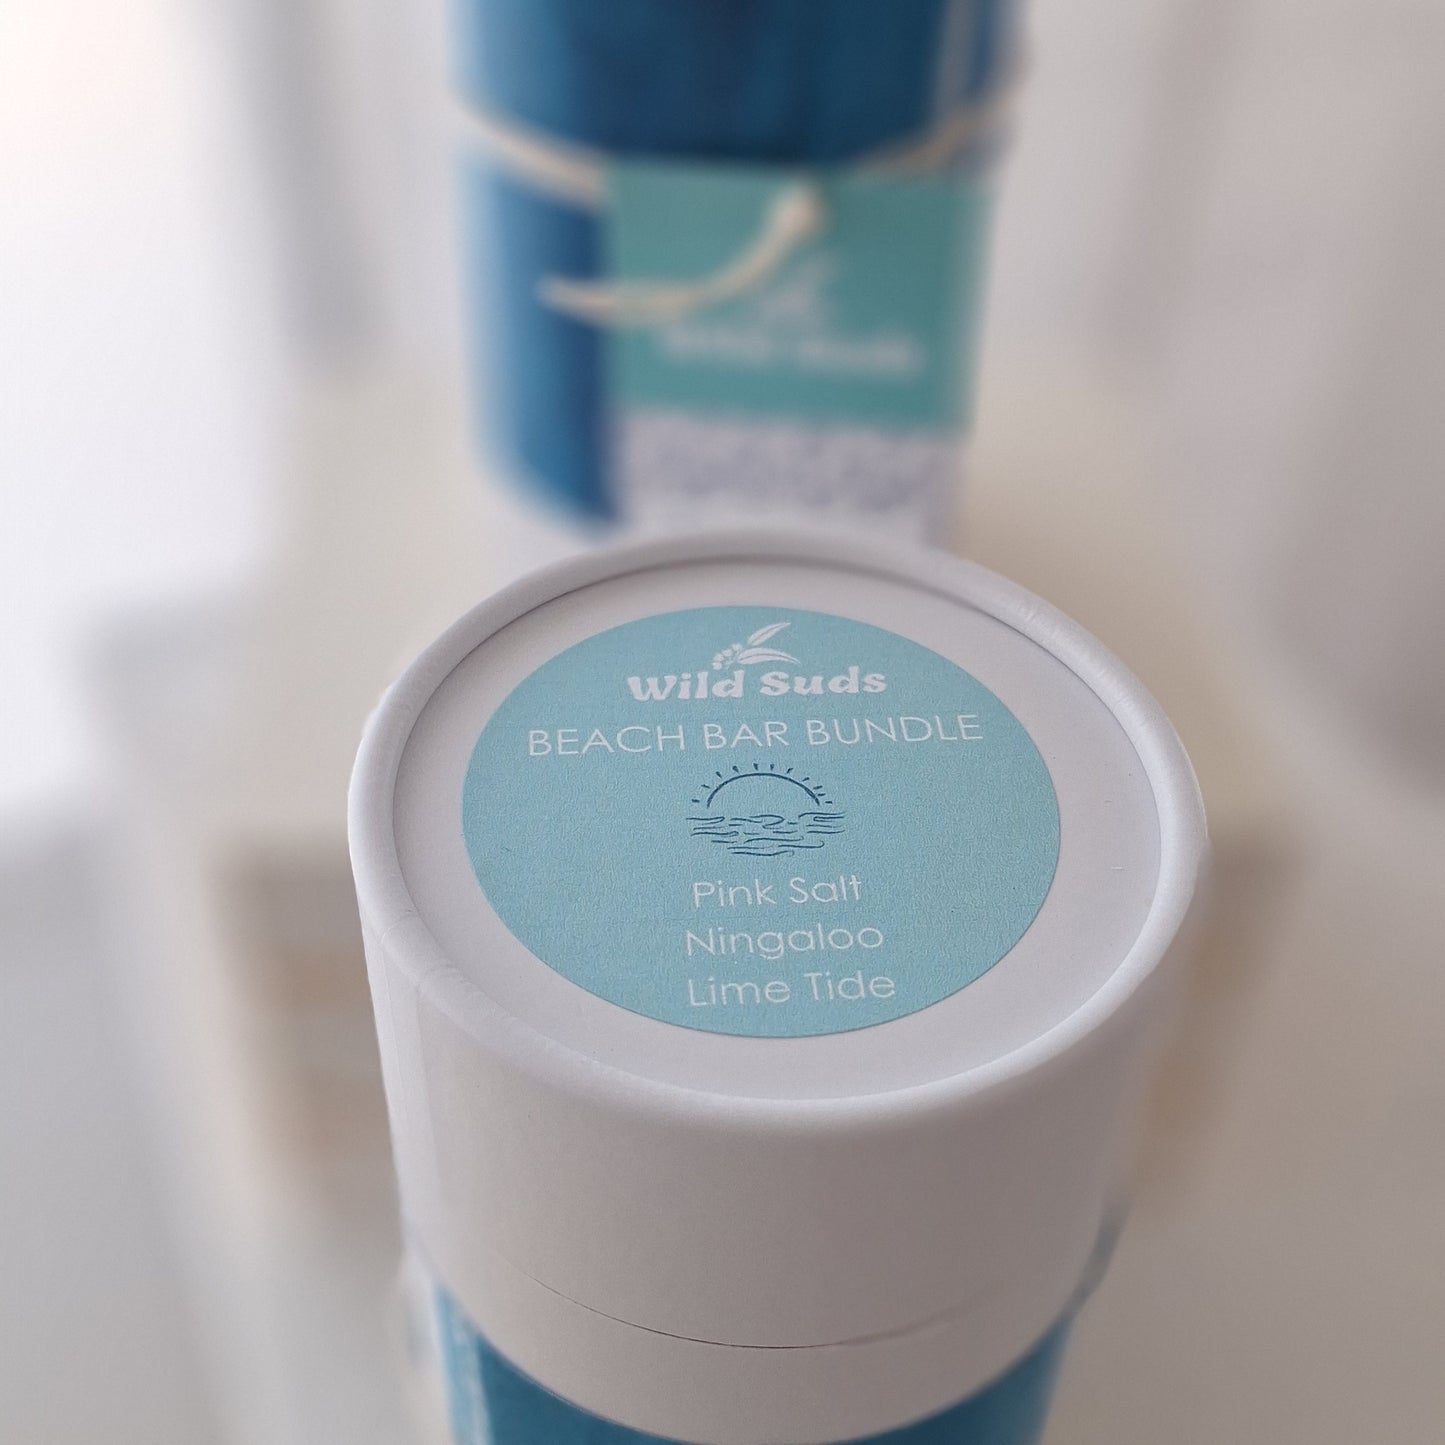 Wild Suds
BEACH BAR BUNDLE
Pink Salt
Ningaloo
Lime Tide